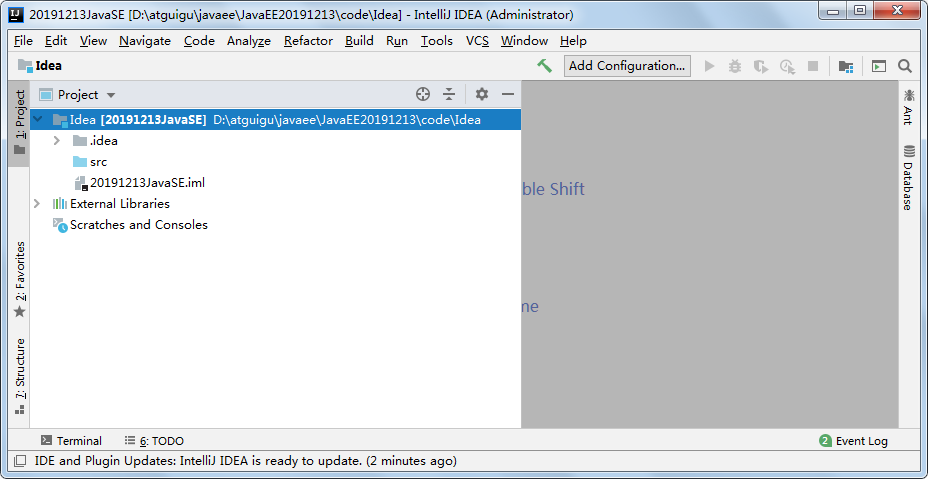 20191213JavaSE [D:\atguigu\javaee\JavaEE20191213\code\Idea] - IntelliJ IDEA (Administrator)
File Edit View Navigate Code Analyze Refactor Build Run Tools VCS Window Help
Idea
Add Configuration...
1: Project
Project
Idea [20191213JavaSE] D:\atguigu\javaee\JavaEE20191213\code\Idea
.idea
src
20191213JavaSE.iml
External Libraries
Scratches and Consoles
ble Shift
me
Ant
Database
2: Favorites
7: Structure
Terminal
6: TODO
2 Event Log
IDE and Plugin Updates: IntelliJ IDEA is ready to update. (2 minutes ago)